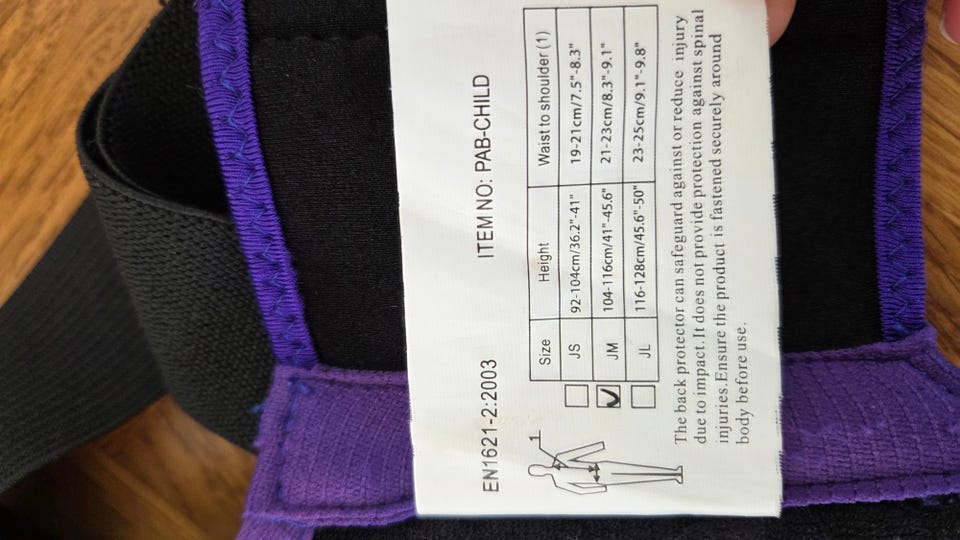 EN1621-2:2003 ITEM NO: PAB-CHILD
Size Height Waist to shoulder (1)
JS 92-104cm/36.2"-41" 19-21cm/7.5"-8.3"
JM 104-116cm/41"-45.6" 21-23cm/8.3"-9.1"
JL 116-128cm/45.6"-50" 23-25cm/9.1"-9.8"
1
The back protector can safeguard against or reduce injury
due to impact.It does not provide protection against spinal
injuries.Ensure the product is fastened securely around
body before use.